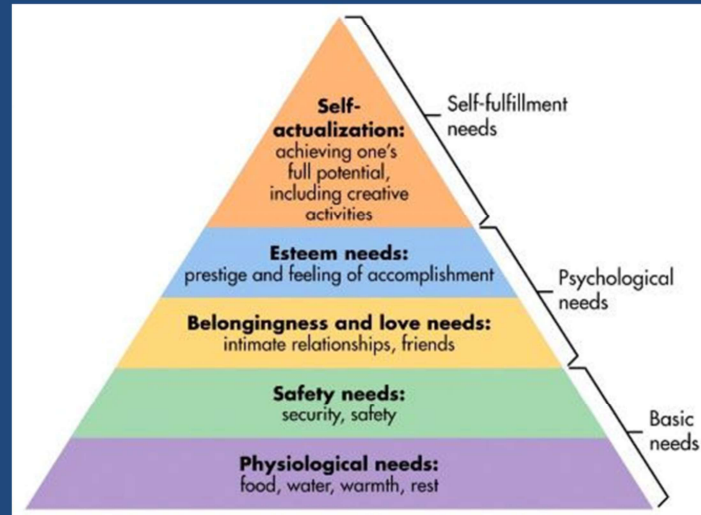 Self-
actualization:
achieving one's
full potential,
including creative
activities
Self-fulfillment
needs
Esteem needs:
prestige and feeling of accomplishment
Belongingness and love needs:
intimate relationships, friends
Psychological
needs
Safety needs:
security, safety
Physiological needs:
food, water, warmth, rest
Basic
needs